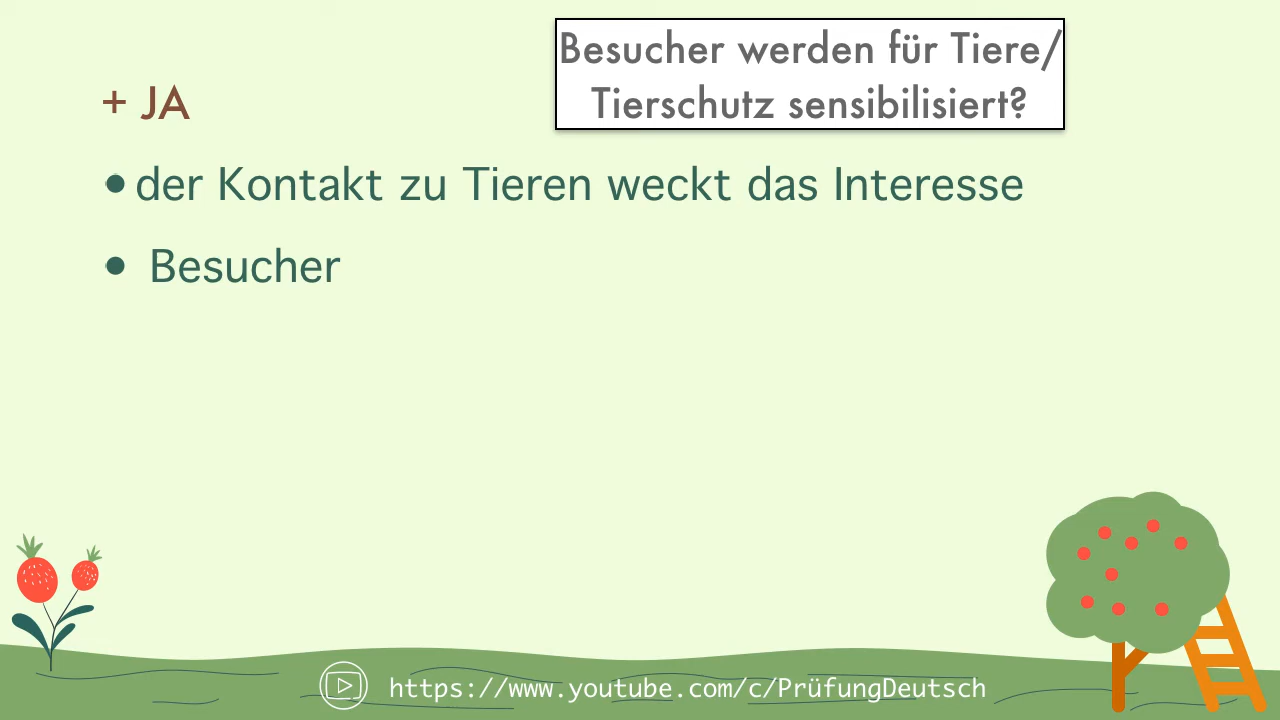 Besucher werden für Tiere/
Tierschutz sensibilisiert?
+ JA
• der Kontakt zu Tieren weckt das Interesse
• Besucher
https://www.youtube.com/c/PrüfungDeutsch